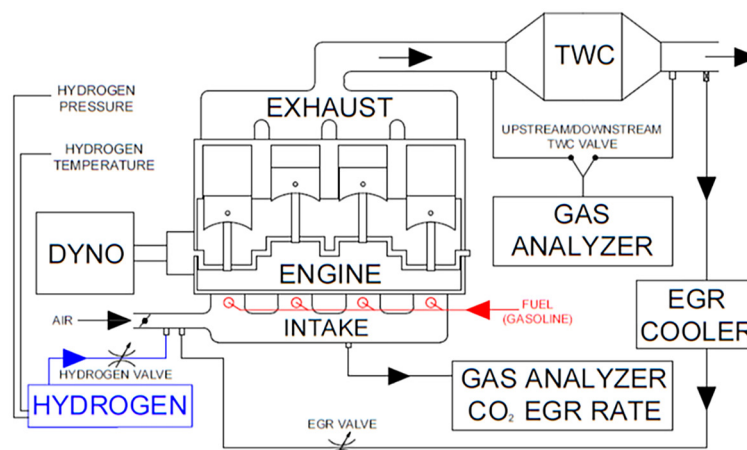 HYDROGEN
PRESSURE
HYDROGEN
TEMPERATURE
EXHAUST
TWC
UPSTREAM/DOWNSTREAM
TWC VALVE
GAS
ANALYZER
DYNO
ENGINE
AIR
INTAKE
FUEL
(GASOLINE)
EGR
COOLER
HYDROGEN VALVE
HYDROGEN
GAS ANALYZER
CO₂ EGR RATE
EGR VALVE